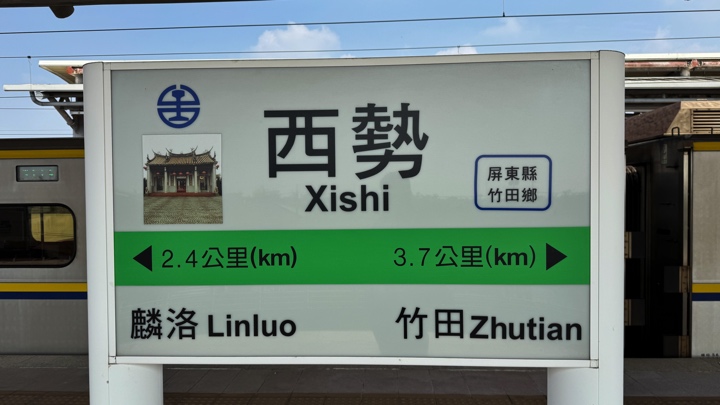 西勢
Xishi
屏東縣
竹田鄉
2.4公里(km)
3.7公里(km)
麟洛 Linluo
竹田 Zhutian